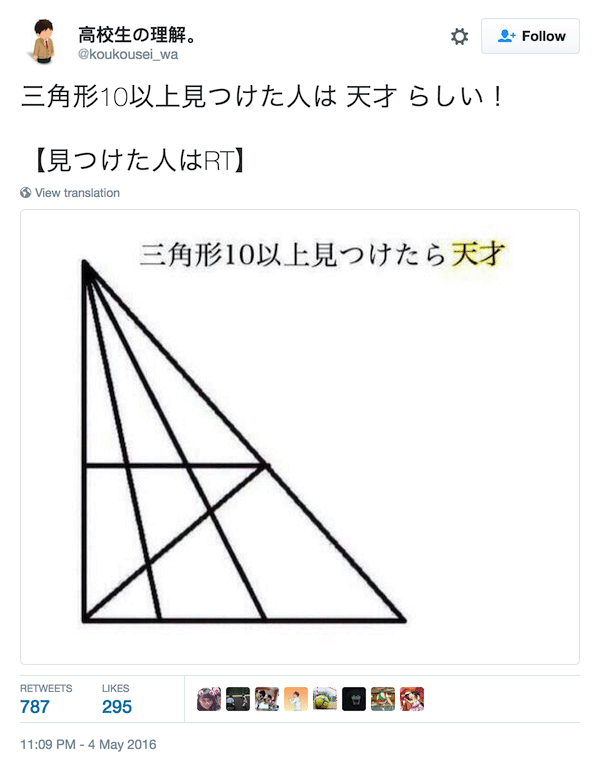 高校生の理解。
@koukousei_wa
Follow
三角形10以上見つけた人は 天才 らしい！
【見つけた人はRT】
View translation
三角形10以上見つけたら天才
RETWEETS
LIKES
787
295
11:09 PM - 4 May 2016